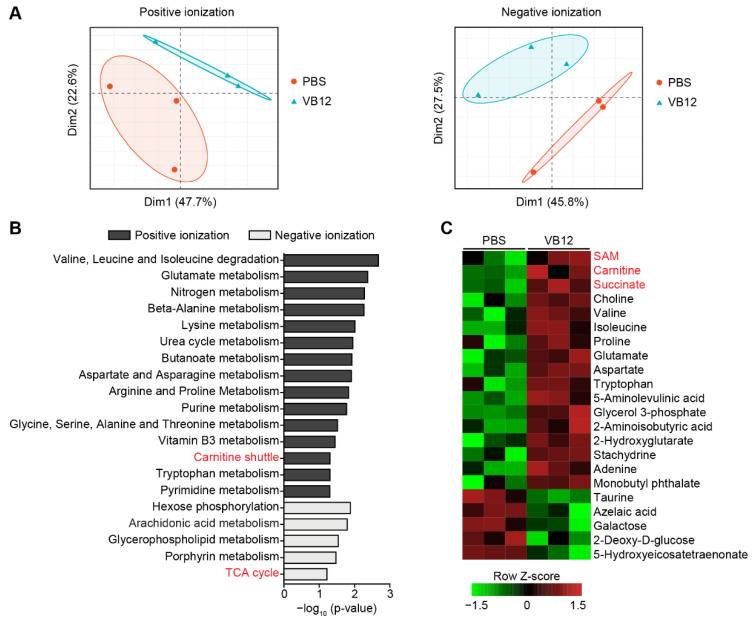 A
Positive ionization
Negative ionization
Dim2 (22.6%)
PBS
VB12
Dim1 (47.7%)
Dim2 (27.5%)
PBS
VB12
Dim1 (45.8%)
B
Positive ionization
Negative ionization
Valine, Leucine and Isoleucine degradation
Glutamate metabolism
Nitrogen metabolism
Beta-Alanine metabolism
Lysine metabolism
Urea cycle metabolism
Butanoate metabolism
Aspartate and Asparagine metabolism
Arginine and Proline Metabolism
Purine metabolism
Glycine, Serine, Alanine and Threonine metabolism
Vitamin B3 metabolism
Carnitine shuttle
Tryptophan metabolism
Pyrimidine metabolism
Hexose phosphorylation
Arachidonic acid metabolism
Glycerophospholipid metabolism
Porphyrin metabolism
TCA cycle
0 1 2 3
−log10 (p-value)
C
PBS VB12
SAM
Carnitine
Succinate
Choline
Valine
Isoleucine
Proline
Glutamate
Aspartate
Tryptophan
5-Aminolevulinic acid
Glycerol 3-phosphate
2-Aminoisobutyric acid
2-Hydroxyglutarate
Stachydrine
Adenine
Monobutyl phthalate
Taurine
Azelaic acid
Galactose
2-Deoxy-D-glucose
5-Hydroxyeicosatetraenonate
Row Z-score
−1.5 0 1.5